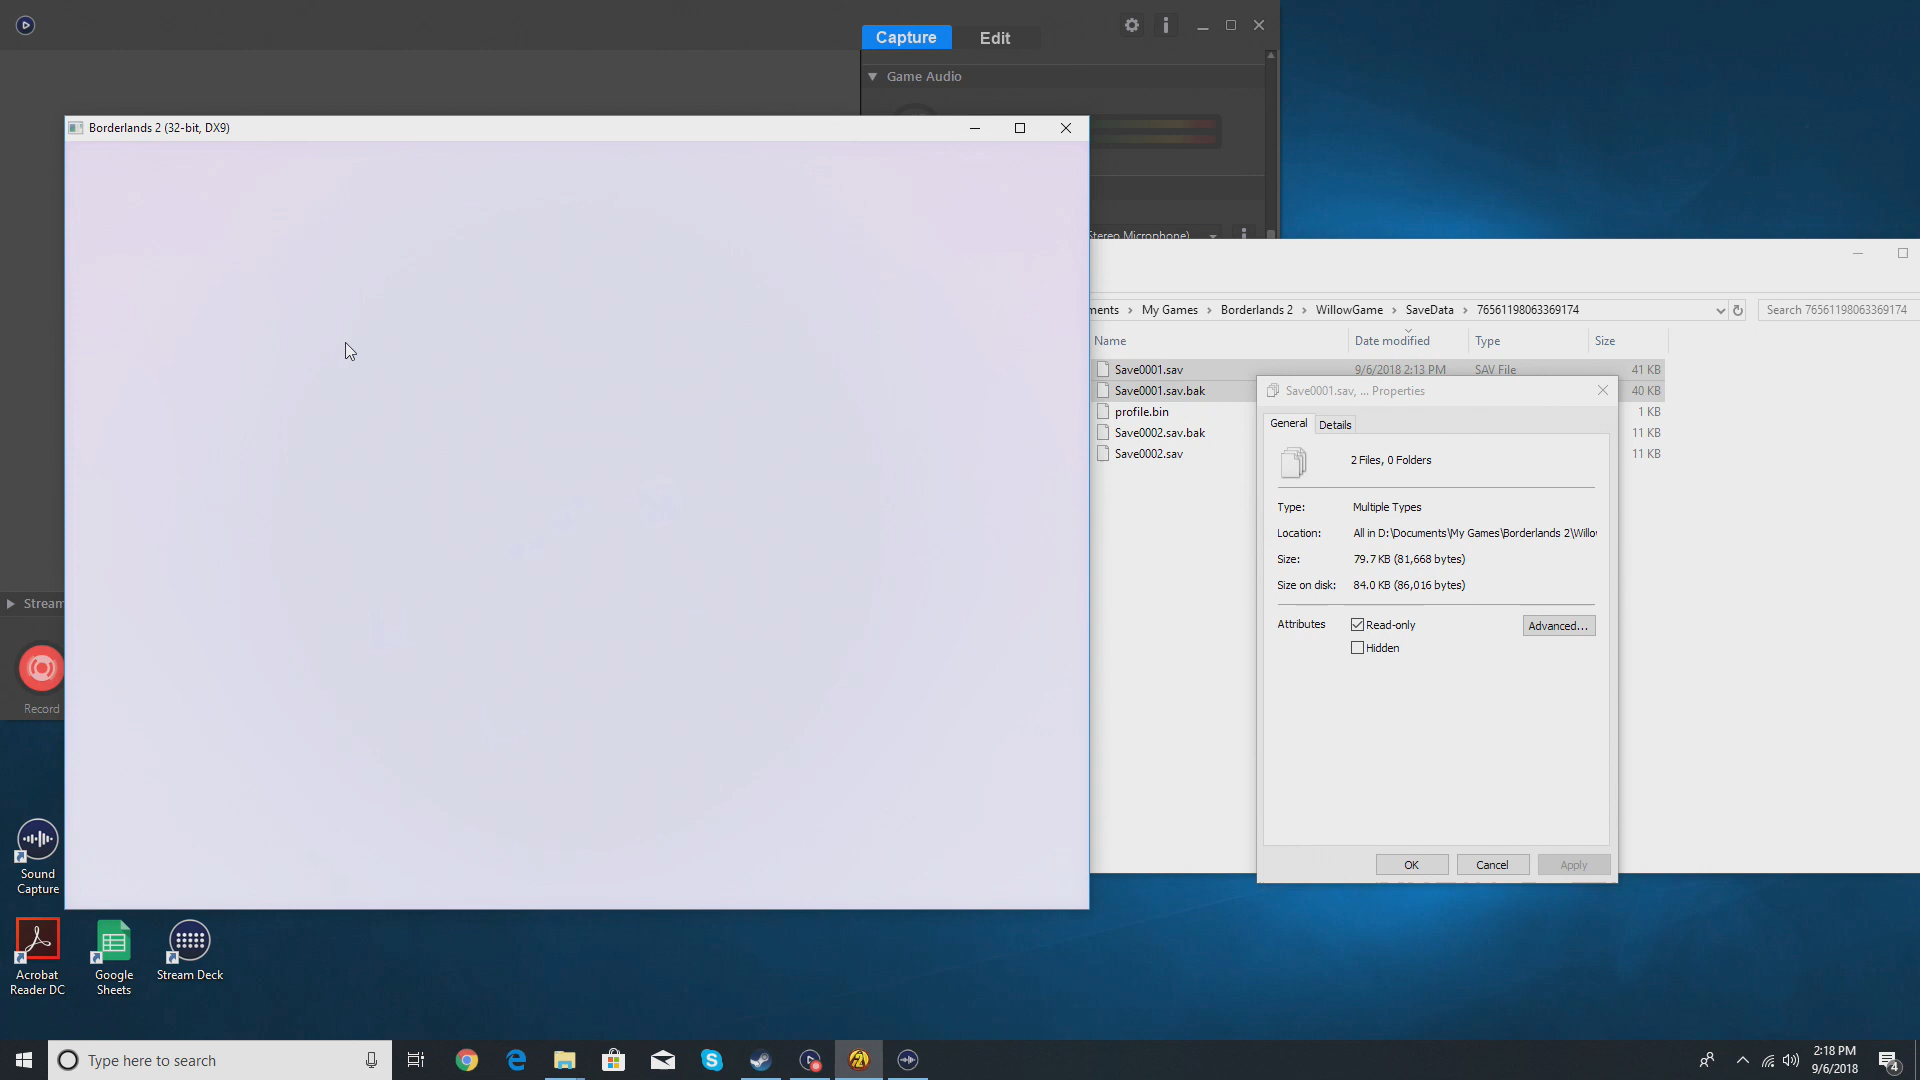 Capture
Edit
Game Audio
Borderlands 2 (32-bit, DX9)
Stereo Microphone)
My Games › Borderlands 2 › WillowGame › SaveData › 76561198063369174
Search 76561198063369174
Name
Date modified
Type
Size
Save0001.sav
9/6/2018 2:13 PM
SAV File
41 KB
Save0001.sav.bak
40 KB
profile.bin
1 KB
Save0002.sav.bak
11 KB
Save0002.sav
11 KB
Save0001.sav, ... Properties
General
Details
2 Files, 0 Folders
Type:
Multiple Types
Location:
All in D:\Documents\My Games\Borderlands 2\Willo
Size:
79.7 KB (81,668 bytes)
Size on disk:
84.0 KB (86,016 bytes)
Attributes
Read-only
Advanced...
Hidden
OK
Cancel
Apply
Stream
Record
Sound
Capture
Acrobat
Reader DC
Google
Sheets
Stream Deck
Type here to search
2:18 PM
9/6/2018
4